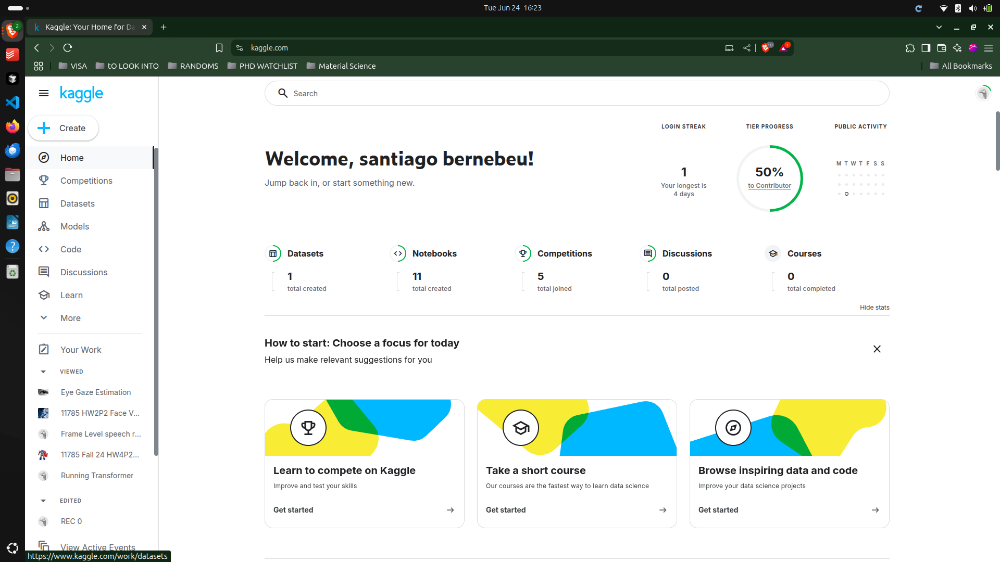 Tue Jun 24 16:23
2
k Kaggle: Your Home for Da
kaggle.com
10
1
VISA
tO LOOK INTO
RANDOMS
PHD WATCHLIST
Material Science
All Bookmarks
kaggle
Search
Create
Home
Competitions
Datasets
Models
Code
Discussions
Learn
More
Your Work
VIEWED
Eye Gaze Estimation
11785 HW2P2 Face V...
Frame Level speech r...
11785 Fall 24 HW4P2...
Running Transformer
EDITED
REC 0
View Active Events
https://www.kaggle.com/work/datasets
Welcome, santiago bernebeu!
Jump back in, or start something new.
LOGIN STREAK
1
Your longest is
4 days
TIER PROGRESS
50%
to Contributor
PUBLIC ACTIVITY
M T W T F S S
Datasets
1
total created
Notebooks
11
total created
Competitions
5
total joined
Discussions
0
total posted
Courses
0
total completed
Hide stats
How to start: Choose a focus for today
Help us make relevant suggestions for you
Learn to compete on Kaggle
Improve and test your skills
Get started
Take a short course
Our courses are the fastest way to learn data science
Get started
Browse inspiring data and code
Improve your data science projects
Get started